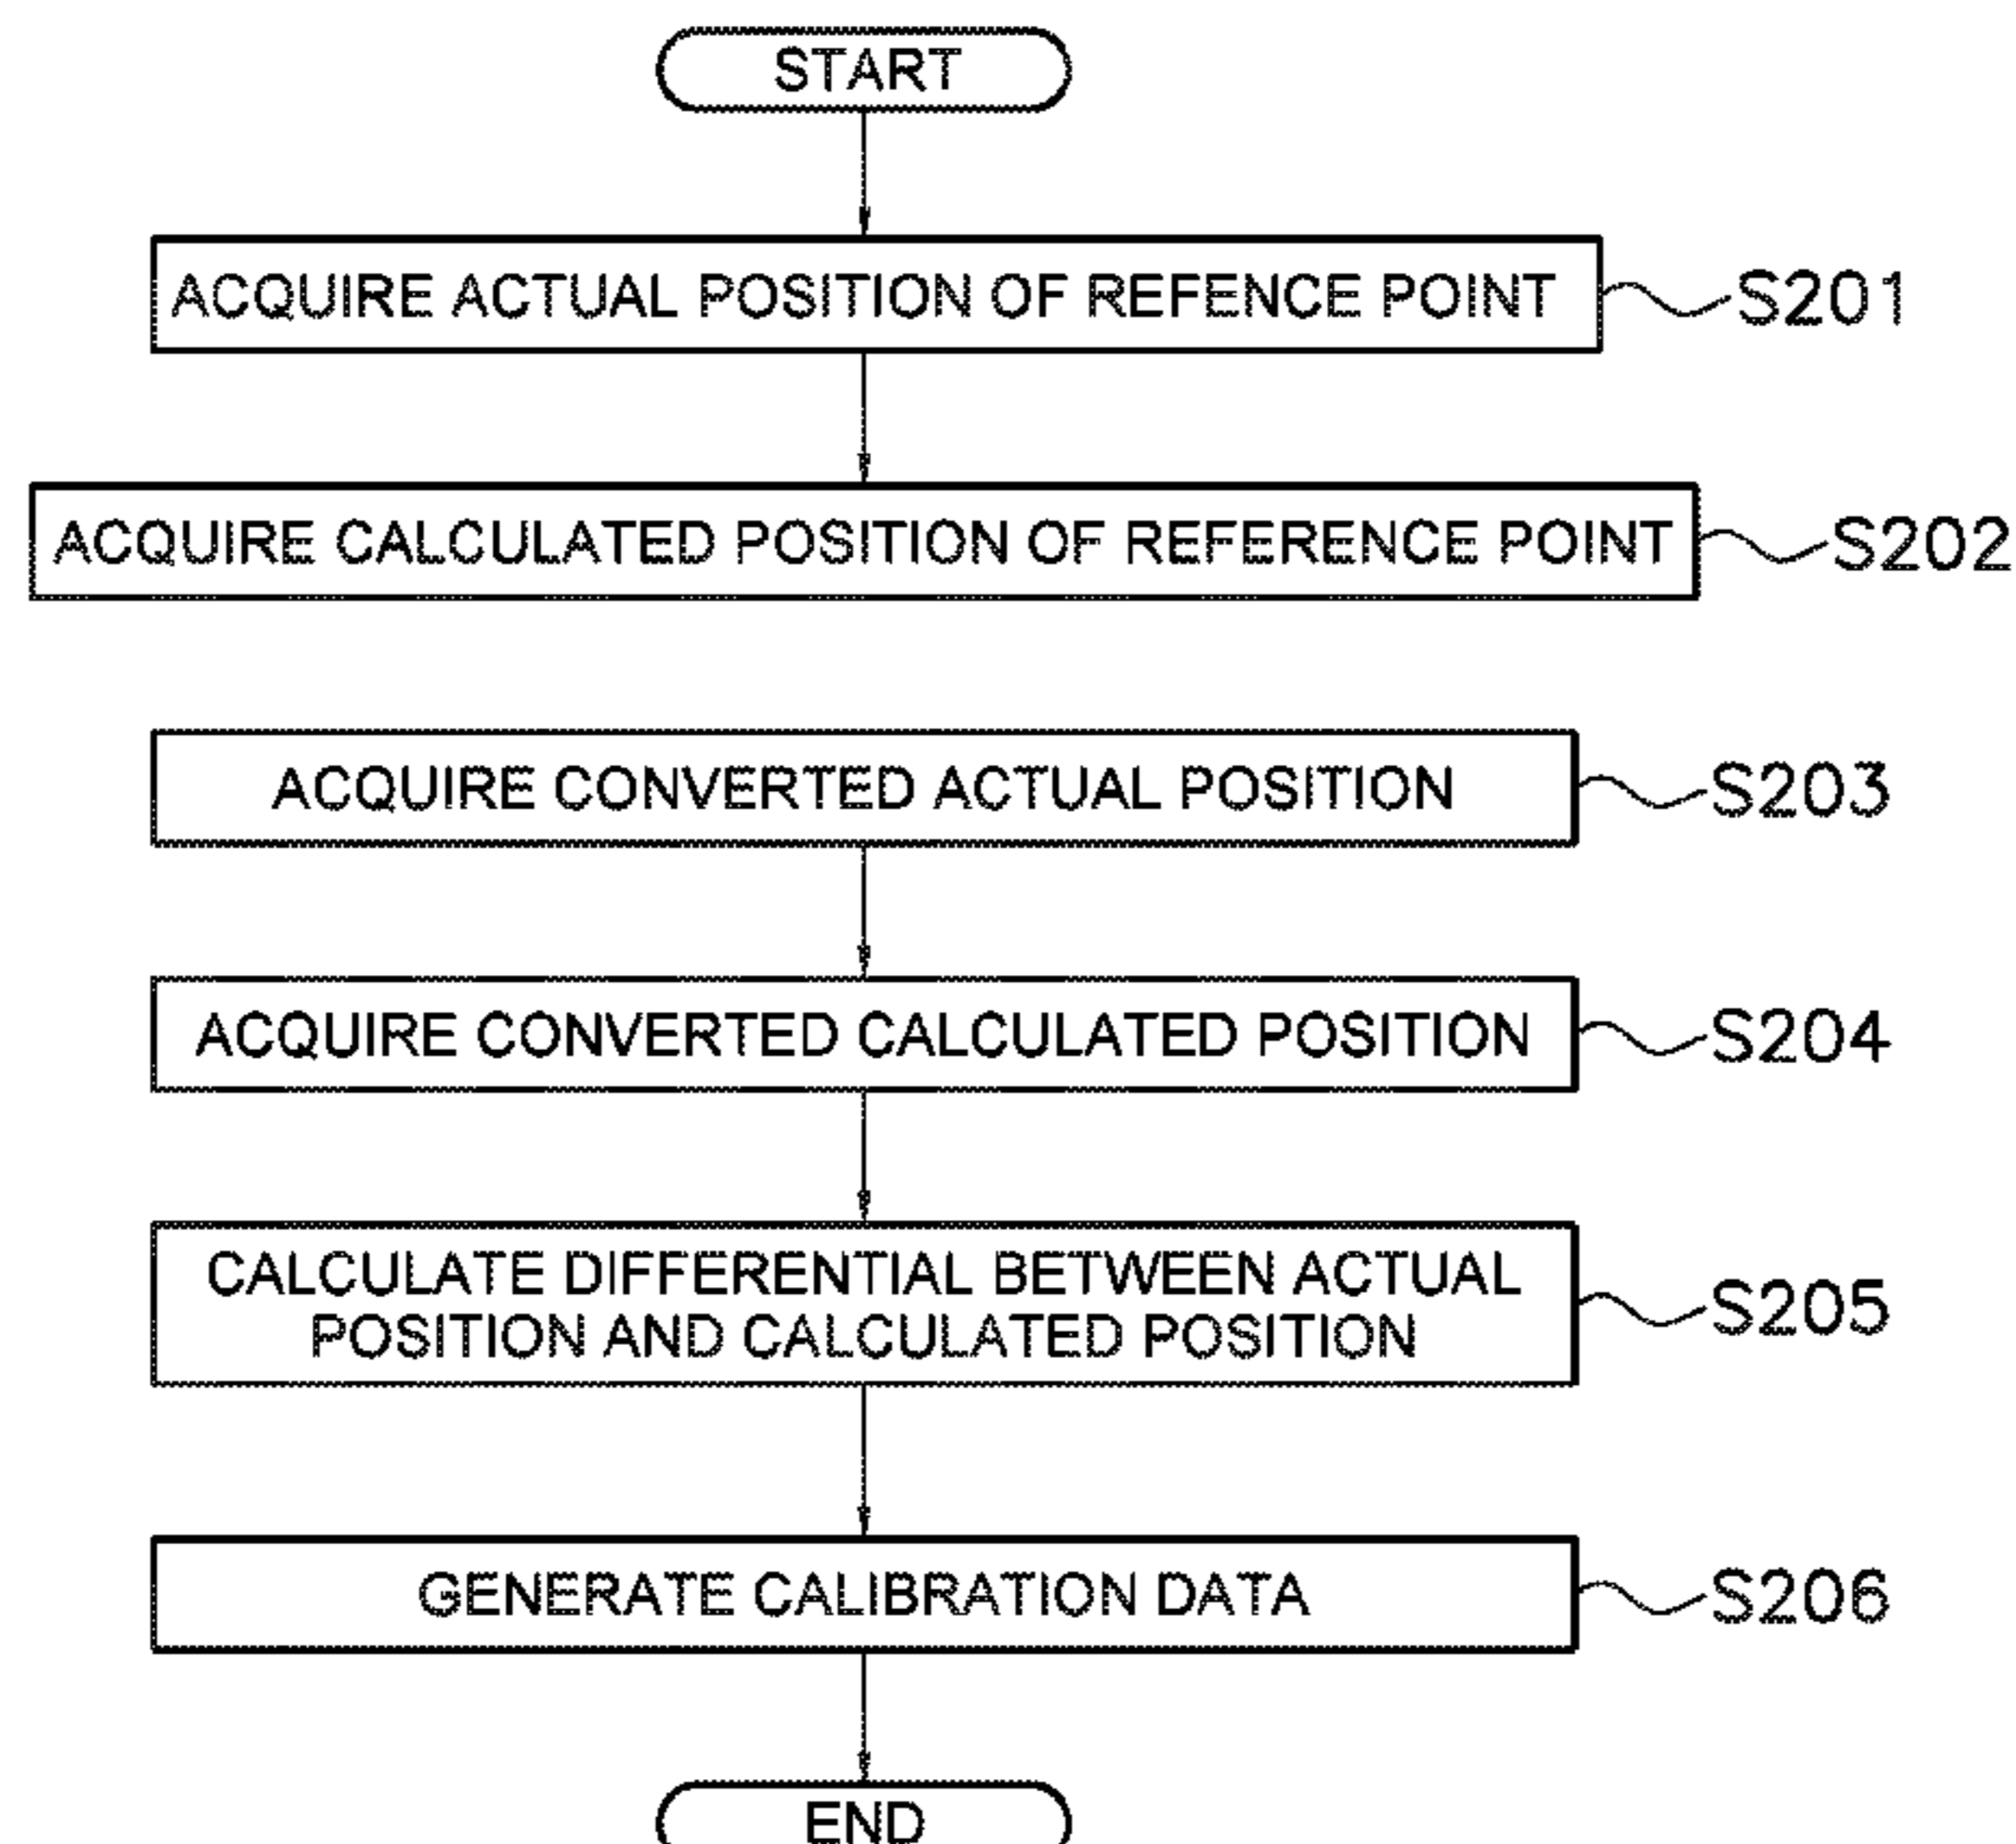 START
ACQUIRE ACTUAL POSITION OF REFENCE POINT
S201
ACQUIRE CALCULATED POSITION OF REFERENCE POINT
S202
ACQUIRE CONVERTED ACTUAL POSITION
S203
ACQUIRE CONVERTED CALCULATED POSITION
S204
CALCULATE DIFFERENTIAL BETWEEN ACTUAL
POSITION AND CALCULATED POSITION
S205
GENERATE CALIBRATION DATA
S206
END